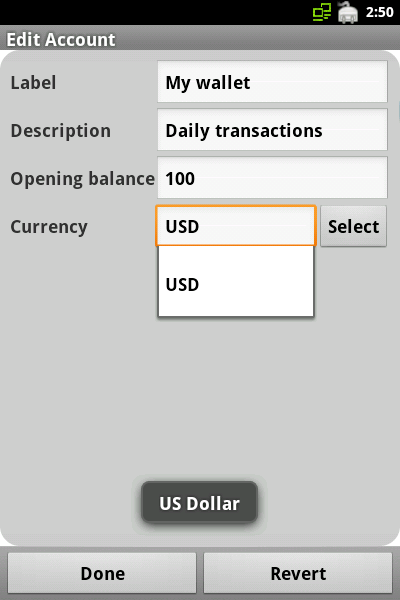 2:50
Edit Account
Label My wallet
Description Daily transactions
Opening balance 100
Currency USD Select
USD
US Dollar
Done Revert